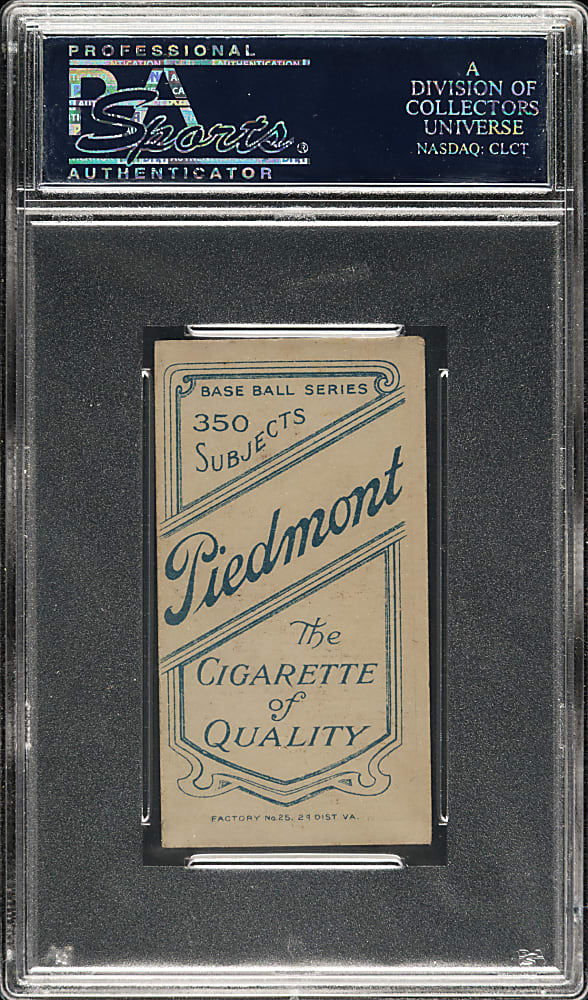 PROFESSIONAL
PSA
Sports®
AUTHENTICATOR
A
DIVISION OF
COLLECTORS
UNIVERSE
NASDAQ: CLCT
BASE BALL SERIES
350
SUBJECTS
Piedmont
The
CIGARETTE
of
QUALITY
FACTORY No.25, 2d DIST VA.